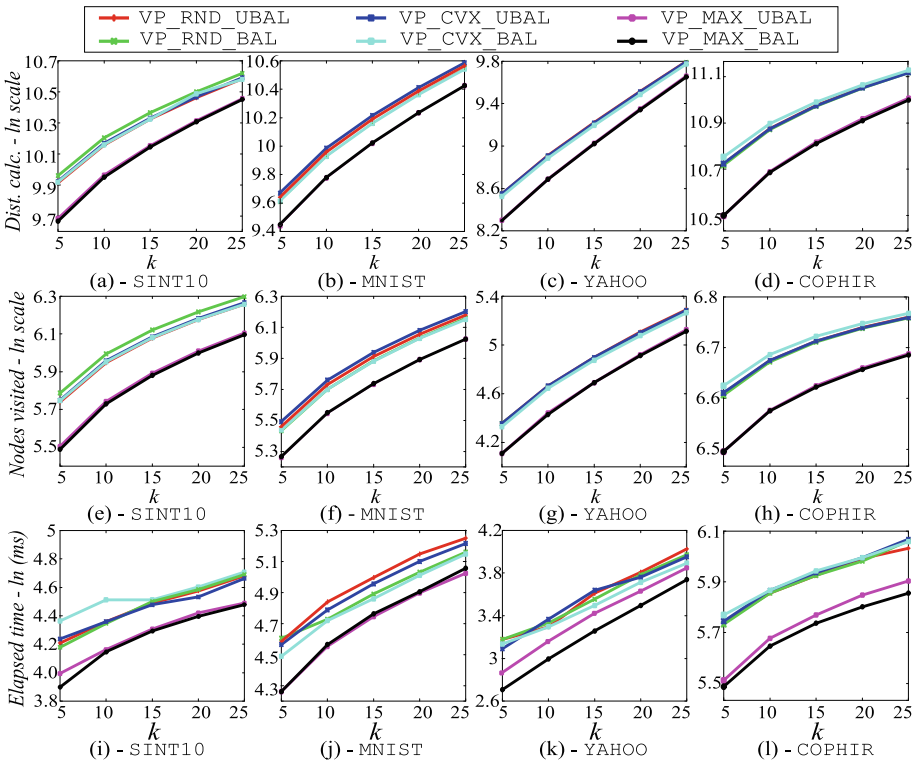 VP_RND_UBAL VP_CVX_UBAL VP_MAX_UBAL
VP_RND_BAL VP_CVX_BAL VP_MAX_BAL
Dist. calc. - ln scale
10.7
10.5
10.3
10.1
9.9
9.7
5 10 15 20 25
k
(a) - SINT10
10.6
10.4
10.2
10
9.8
9.6
9.4
5 10 15 20 25
k
(b) - MNIST
9.8
9.4
9
8.6
8.2
5 10 15 20 25
k
(c) - YAHOO
11.1
10.9
10.7
10.5
5 10 15 20 25
k
(d) - COPHIR
Nodes visited - ln scale
6.3
6.1
5.9
5.7
5.5
5 10 15 20 25
k
(e) - SINT10
6.3
6.1
5.9
5.7
5.5
5.3
5 10 15 20 25
k
(f) - MNIST
5.4
5
4.6
4.2
5 10 15 20 25
k
(g) - YAHOO
6.8
6.7
6.6
6.5
5 10 15 20 25
k
(h) - COPHIR
Elapsed time - ln (ms)
5
4.8
4.6
4.4
4.2
4.0
3.8
5 10 15 20 25
k
(i) - SINT10
5.3
5.1
4.9
4.7
4.5
4.3
5 10 15 20 25
k
(j) - MNIST
4.2
3.8
3.4
3
2.6
5 10 15 20 25
k
(k) - YAHOO
6.1
5.9
5.7
5.5
5 10 15 20 25
k
(l) - COPHIR